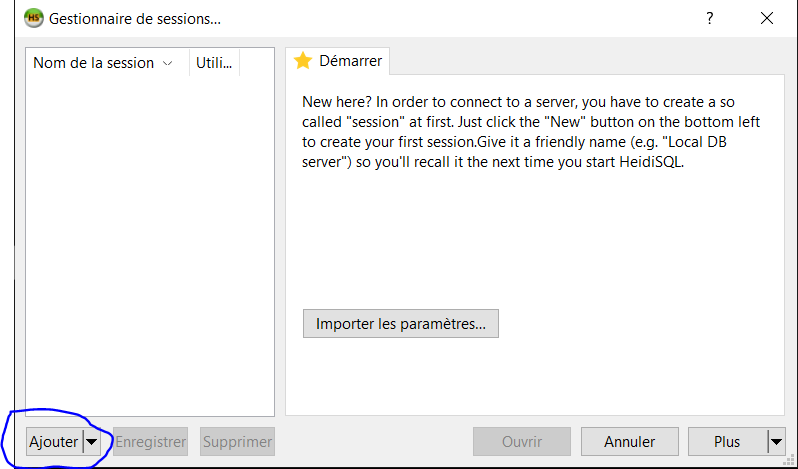 HS Gestionnaire de sessions... ?
Nom de la session Utili...
Démarrer
New here? In order to connect to a server, you have to create a so
called "session" at first. Just click the "New" button on the bottom left
to create your first session.Give it a friendly name (e.g. "Local DB
server") so you'll recall it the next time you start HeidiSQL.
Importer les paramètres...
Ajouter Enregistrer Supprimer Ouvrir Annuler Plus